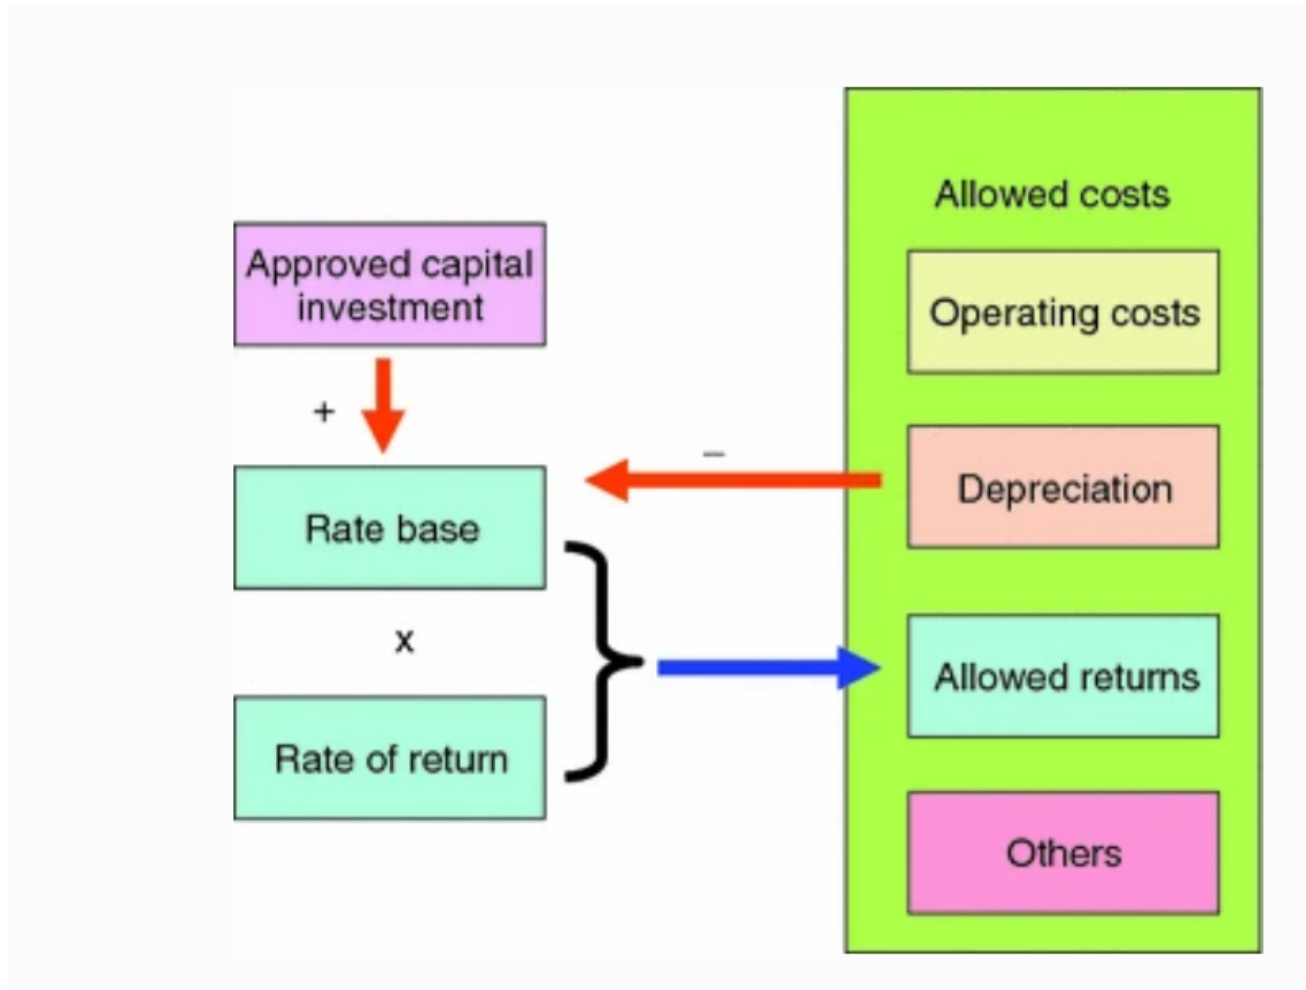 Approved capital
investment
+
Rate base
x
Rate of return
–
Allowed costs
Operating costs
Depreciation
Allowed returns
Others